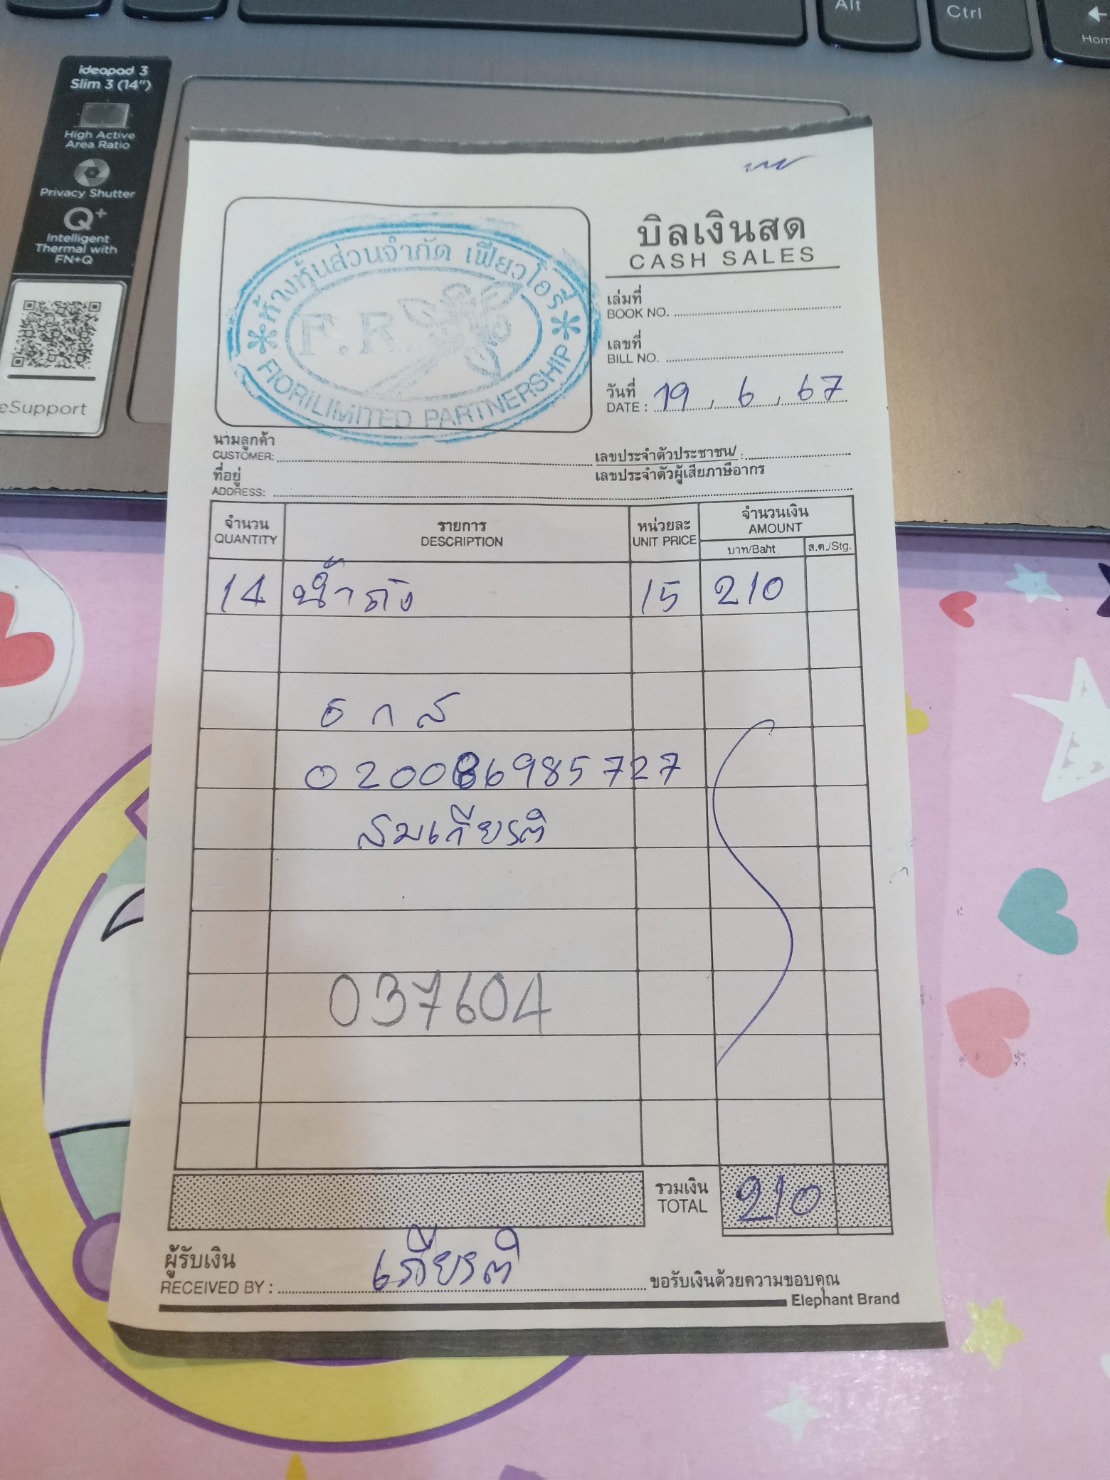 Alt
Ctrl
Home
ideapad 3
Slim 3 (14")
High Active
Area Ratio
Privacy Shutter
Q+
Intelligent
Thermal with
FN+Q
eSupport
ห้างหุ้นส่วนจำกัด เฟียวโอรี่
F.R.
FIORI LIMITED PARTNERSHIP
บิลเงินสด
CASH SALES
เล่มที่
BOOK NO.
เลขที่
BILL NO.
วันที่
DATE : 19 , 6 , 67
นามลูกค้า
CUSTOMER:
เลขประจำตัวประชาชน/ :
เลขประจำตัวผู้เสียภาษีอากร
ที่อยู่
ADDRESS:
จำนวน รายการ หน่วยละ จำนวนเงิน
QUANTITY DESCRIPTION UNIT PRICE AMOUNT
บาท/Baht ส.ต./Stg.
14 น้ำถัง 15 210
ธ ก ส
020086985727
สมเกียรติ
037604
รวมเงิน
TOTAL 210
ผู้รับเงิน
RECEIVED BY : เกียรติ ขอรับเงินด้วยความขอบคุณ
Elephant Brand